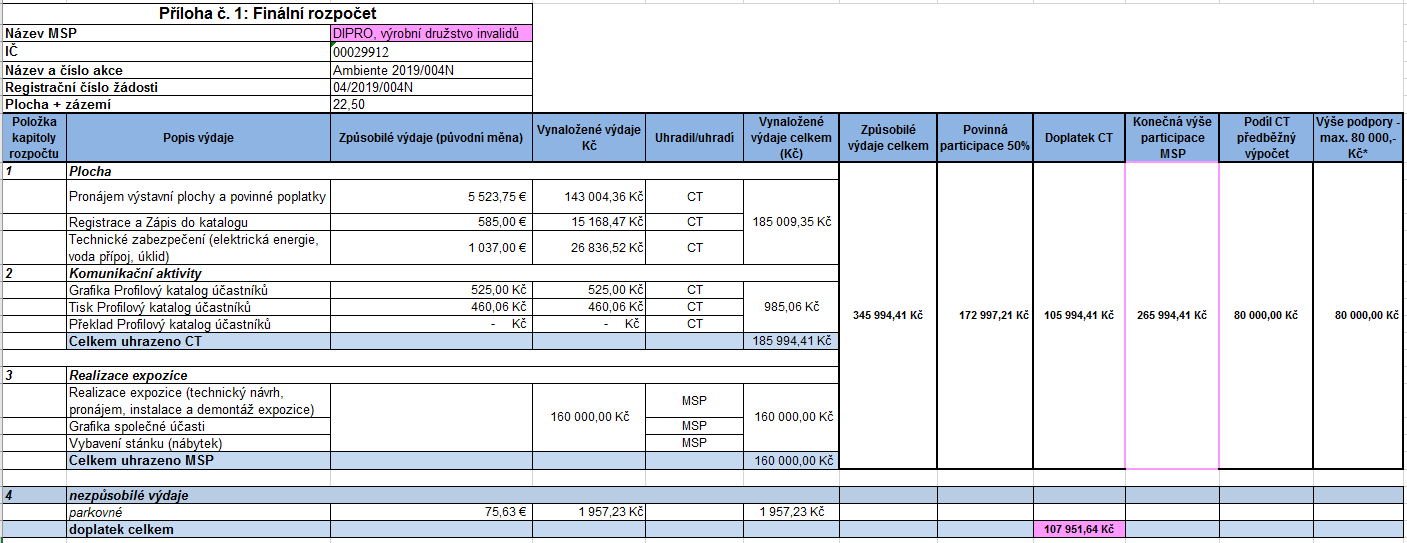 Příloha č. 1: Finální rozpočet
Název MSP DIPRO, výrobní družstvo invalidů
IČ 00029912
Název a číslo akce Ambiente 2019/004N
Registrační číslo žádosti 04/2019/004N
Plocha + zázemí 22,50
Položka kapitoly rozpočtu Popis výdaje Způsobilé výdaje (původní měna) Vynaložené výdaje Kč Uhradil/uhradí Vynaložené výdaje celkem (Kč) Způsobilé výdaje celkem Povinná participace 50% Doplatek CT Konečná výše participace MSP Podíl CT předběžný výpočet Výše podpory - max. 80 000,- Kč*
1 Plocha
Pronájem výstavní plochy a povinné poplatky 5 523,75 € 143 004,36 Kč CT
Registrace a Zápis do katalogu 585,00 € 15 168,47 Kč CT 185 009,35 Kč
Technické zabezpečení (elektrická energie,
voda přípoj, úklid) 1 037,00 € 26 836,52 Kč CT
2 Komunikační aktivity
Grafika Profilový katalog účastníků 525,00 Kč 525,00 Kč CT
Tisk Profilový katalog účastníků 460,06 Kč 460,06 Kč CT 985,06 Kč
345 994,41 Kč 172 997,21 Kč 105 994,41 Kč 265 994,41 Kč 80 000,00 Kč 80 000,00 Kč
Překlad Profilový katalog účastníků - Kč - Kč CT
Celkem uhrazeno CT 185 994,41 Kč
3 Realizace expozice
Realizace expozice (technický návrh,
pronájem, instalace a demontáž expozice) 160 000,00 Kč MSP 160 000,00 Kč
Grafika společné účasti MSP
Vybavení stánku (nábytek) MSP
Celkem uhrazeno MSP 160 000,00 Kč
4 nezpůsobilé výdaje
parkovné 75,63 € 1 957,23 Kč 1 957,23 Kč
doplatek celkem 107 951,64 Kč